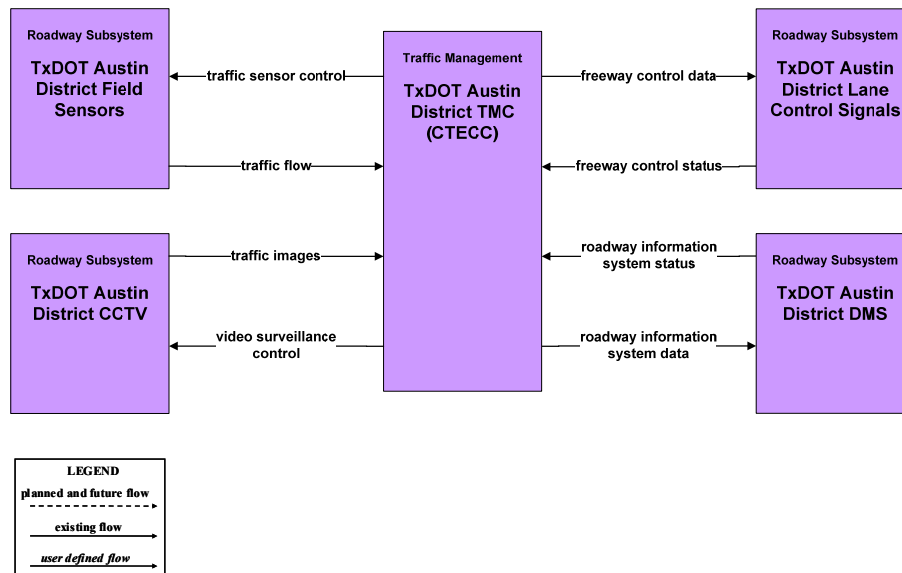 Roadway Subsystem
TxDOT Austin
District Field
Sensors
traffic sensor control
traffic flow
Traffic Management
TxDOT Austin
District TMC
(CTECC)
freeway control data
freeway control status
Roadway Subsystem
TxDOT Austin
District Lane
Control Signals
Roadway Subsystem
TxDOT Austin
District CCTV
traffic images
video surveillance
control
roadway information
system status
roadway information
system data
Roadway Subsystem
TxDOT Austin
District DMS
LEGEND
planned and future flow
existing flow
user defined flow